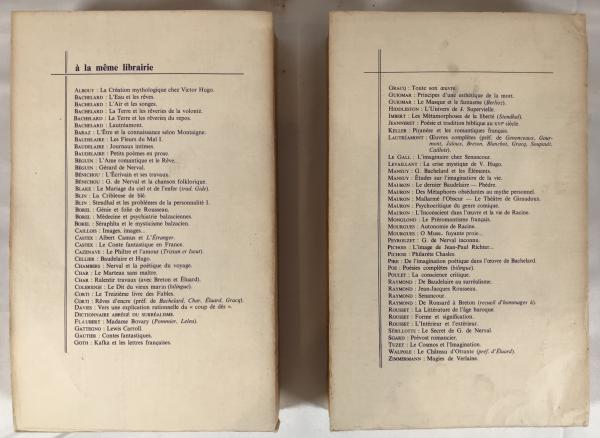 à la même librairie
ALBOUY : La Création mythologique chez Victor Hugo.
BACHELARD : L'Eau et les rêves.
BACHELARD : L'Air et les songes.
BACHELARD : La Terre et les rêveries de la volonté.
BACHELARD : La Terre et les rêveries du repos.
BACHELARD : Lautréamont.
BARAZ : L'Être et la connaissance selon Montaigne.
BAUDELAIRE : Les Fleurs du Mal I.
BAUDELAIRE : Journaux intimes.
BAUDELAIRE : Petits poèmes en prose.
BÉGUIN : L'Ame romantique et le Rêve.
BÉGUIN : Gérard de Nerval.
BÉNICHOU : L'Écrivain et ses travaux.
BÉNICHOU : G. de Nerval et la chanson folklorique.
BLAKE : Le Mariage du ciel et de l'enfer (trad. Gide).
BLIN : La Cribleuse de blé.
BLIN : Stendhal et les problèmes de la personnalité I.
BOREL : Génie et folie de Rousseau.
BOREL : Médecine et psychiatrie balzaciennes.
BOREL : Séraphîta et le mysticisme balzacien.
CAILLOIS : Images, images...
CASTEX : Albert Camus et L'Étranger.
CASTEX : Le Conte fantastique en France.
CAZENAVE : Le Philtre et l'amour (Tristan et Iseut).
CELLIER : Baudelaire et Hugo.
CHAMBERS : Nerval et la poétique du voyage.
CHAR : Le Marteau sans maître.
CHAR : Ralentir travaux (avec Breton et Éluard).
COLERIDGE : Le Dit du vieux marin (bilingue).
CORTI : Le Treizième livre des Fables.
CORTI : Rêves d'encre (préf. de Bachelard, Char, Éluard, Gracq).
DAVIES : Vers une explication rationnelle du « coup de dés ».
DICTIONNAIRE ABRÉGÉ DU SURRÉALISME.
FLAUBERT : Madame Bovary (Pommier, Leleu).
GATTEGNO : Lewis Carroll.
GAUTIER : Contes fantastiques.
GOTH : Kafka et les lettres françaises.
GRACQ : Toute son œuvre.
GUIOMAR : Principes d'une esthétique de la mort.
GUIOMAR : Le Masque et le fantasme (Berlioz).
HIDDLESTON : L'Univers de J. Supervielle.
IMBERT : Les Métamorphoses de la liberté (Stendhal).
JEANNERET : Poésie et tradition biblique au XVIe siècle.
KELLER : Piranèse et les romantiques français.
LAUTRÉAMONT : Œuvres complètes (préf. de Genonceaux, Gour-
mont, Jaloux, Breton, Blanchot, Gracq, Soupault,
Caillois).
LE GALL : L'imaginaire chez Senancour.
LEVAILLANT : La crise mystique de V. Hugo.
MANSUY : G. Bachelard et les Éléments.
MANSUY : Études sur l'imagination de la vie.
MAURON : Le dernier Baudelaire — Phèdre.
MAURON : Des Métaphores obsédantes au mythe personnel.
MAURON : Mallarmé l'Obscur — Le Théâtre de Giraudoux.
MAURON : Psychocritique du genre comique.
MAURON : L'Inconscient dans l'œuvre et la vie de Racine.
MONGLOND : Le Préromantisme français.
MOURGUES : Autonomie de Racine.
MOURGUES : O Muse, fuyante proie...
PEYROUZET : G. de Nerval inconnu.
PICHOIS : L'image de Jean-Paul Richter...
PICHOIS : Philarète Chasles.
PIRE : De l'imagination poétique dans l'œuvre de Bachelard.
POE : Poésies complètes (bilingue).
POULET : La conscience critique.
RAYMOND : De Baudelaire au surréalisme.
RAYMOND : Jean-Jacques Rousseau.
RAYMOND : Senancour.
RAYMOND : De Ronsard à Breton (recueil d'hommages à).
ROUSSET : La Littérature de l'âge baroque.
ROUSSET : Forme et signification.
ROUSSET : L'Intérieur et l'extérieur.
SÉBILLOTTE : Le Secret de G. de Nerval.
SGARD : Prévost romancier.
TUZET : Le Cosmos et l'Imagination.
WALPOLE : Le Château d'Otrante (préf. d'Éluard).
ZIMMERMANN : Magies de Verlaine.